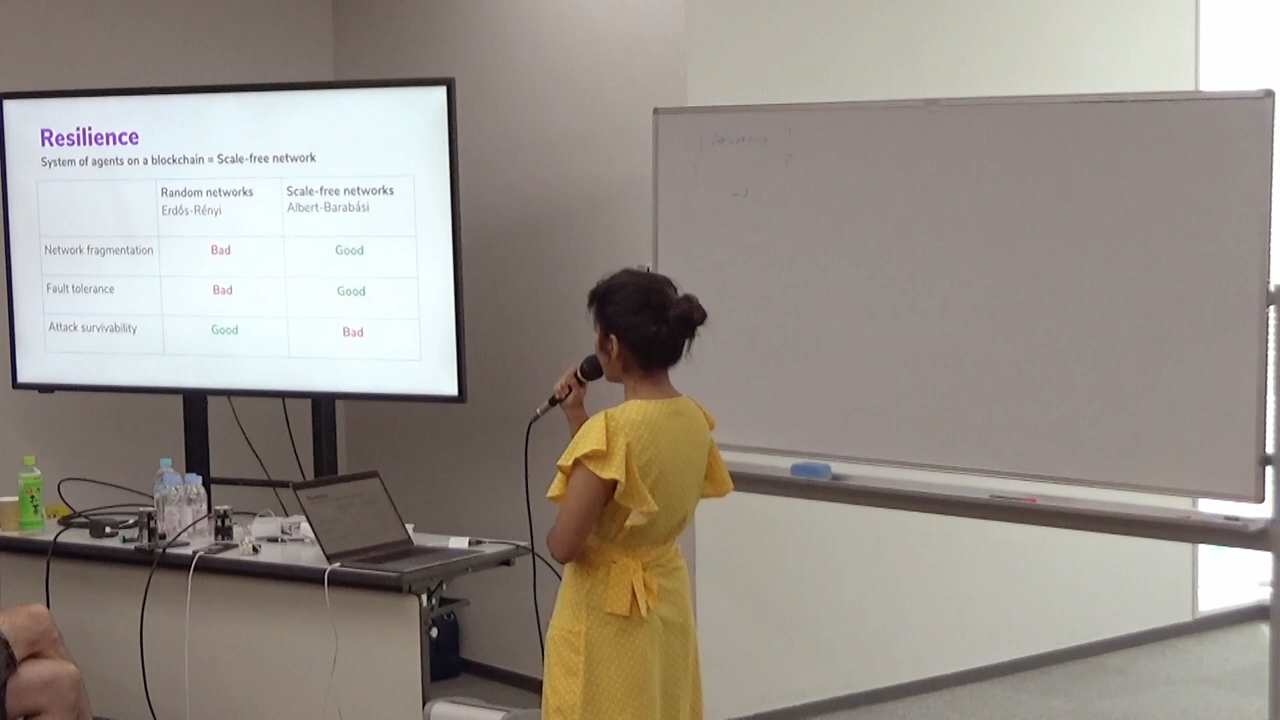 Resilience
System of agents on a blockchain = Scale-free network
Random networks
Erdős-Rényi
Scale-free networks
Albert-Barabási
Network fragmentation Bad Good
Fault tolerance Bad Good
Attack survivability Good Bad